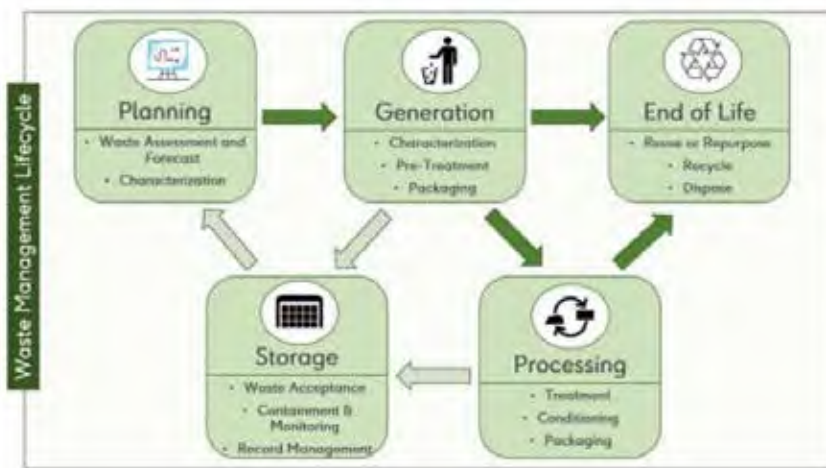 Waste Management Lifecycle
Planning
• Waste Assessment and
Forecast
• Characterization
Generation
• Characterization
• Pre-Treatment
• Packaging
End of Life
• Reuse or Repurpose
• Recycle
• Dispose
Storage
• Waste Acceptance
• Containment &
Monitoring
• Record Management
Processing
• Treatment
• Conditioning
• Packaging